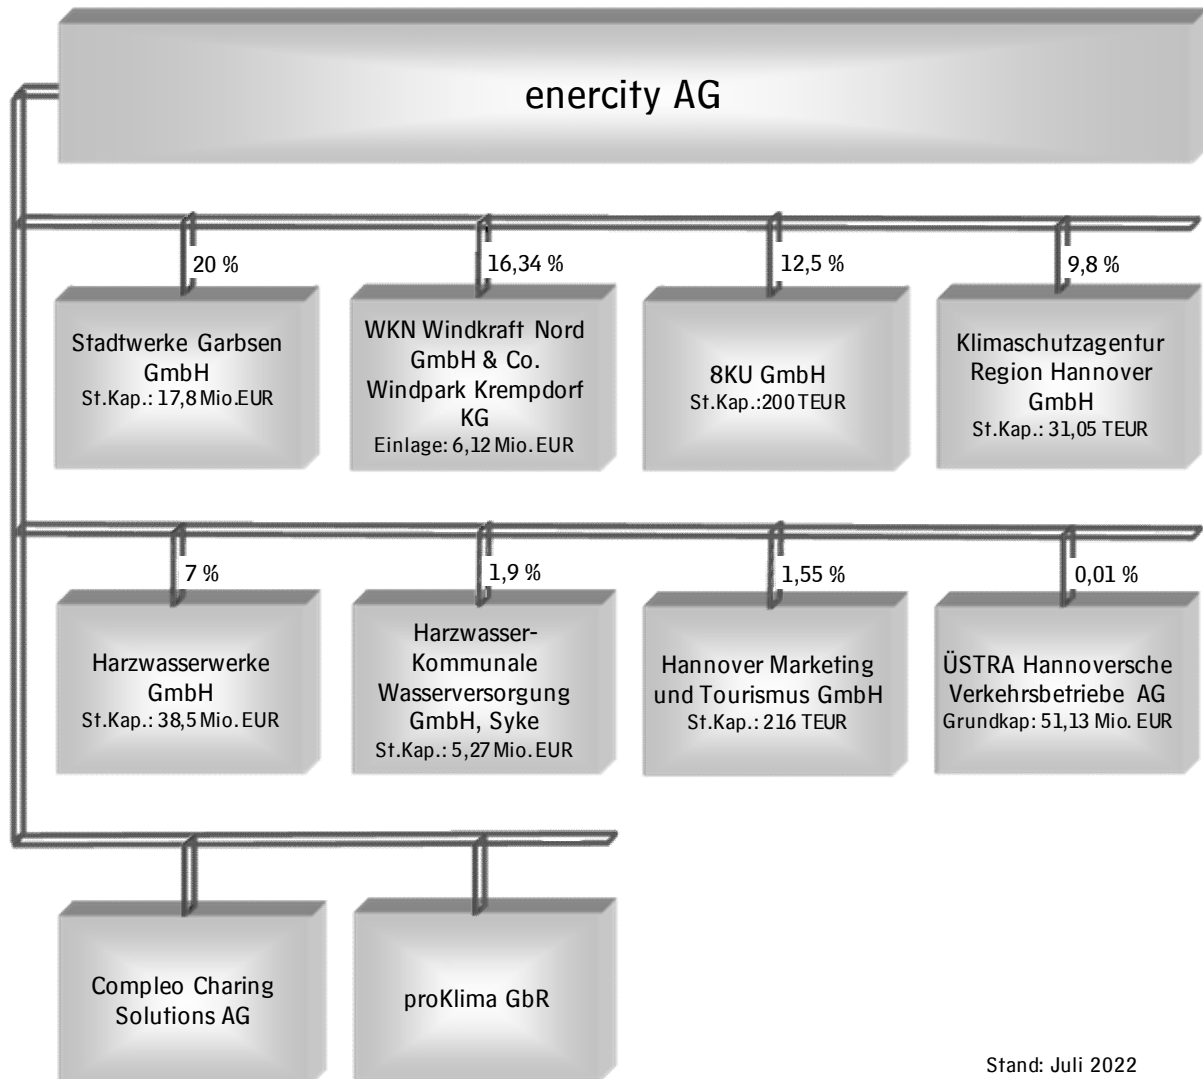 enercity AG
20 %
16,34 %
12,5 %
9,8 %
Stadtwerke Garbsen
GmbH
St.Kap.: 17,8 Mio.EUR
WKN Windkraft Nord
GmbH & Co.
Windpark Krempdorf
KG
Einlage: 6,12 Mio. EUR
8KU GmbH
St.Kap.:200 TEUR
Klimaschutzagentur
Region Hannover
GmbH
St.Kap.: 31,05 TEUR
7 %
1,9 %
1,55 %
0,01 %
Harzwasserwerke
GmbH
St.Kap.: 38,5 Mio. EUR
Harzwasser-
Kommunale
Wasserversorgung
GmbH, Syke
St.Kap.: 5,27 Mio. EUR
Hannover Marketing
und Tourismus GmbH
St.Kap.: 216 TEUR
ÜSTRA Hannoversche
Verkehrsbetriebe AG
Grundkap: 51,13 Mio. EUR
Compleo Charing
Solutions AG
proKlima GbR
Stand: Juli 2022